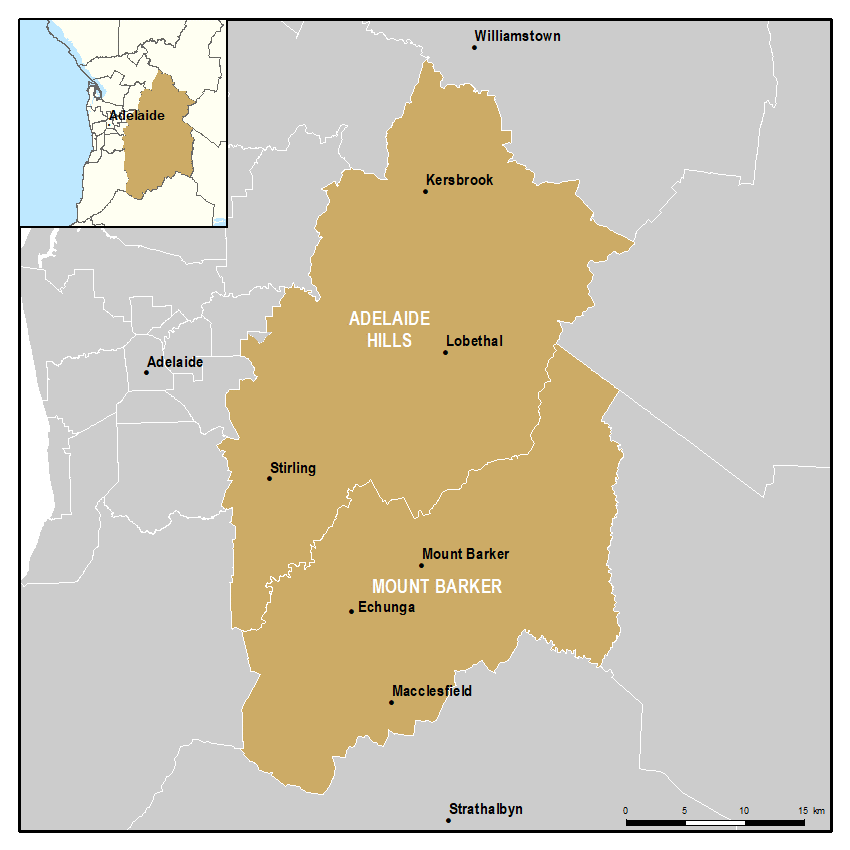 Williamstown
Adelaide
Kersbrook
ADELAIDE
HILLS
Lobethal
Adelaide
Stirling
Mount Barker
MOUNT BARKER
Echunga
Macclesfield
Strathalbyn
0 5 10 15 km